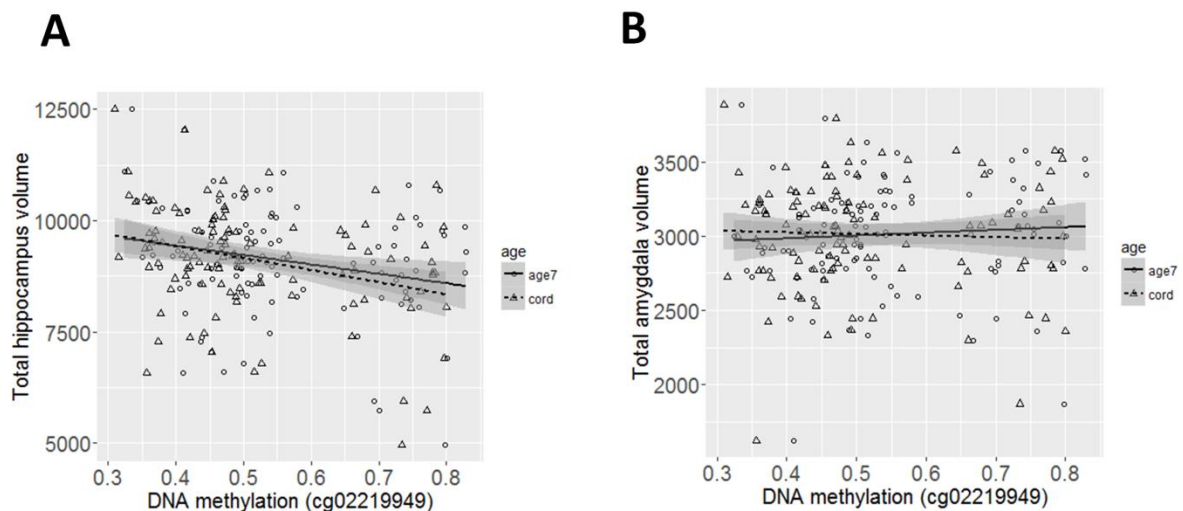 A
Total hippocampus volume
12500
10000
7500
5000
0.3 0.4 0.5 0.6 0.7 0.8
DNA methylation (cg02219949)
age
age7
cord
B
Total amygdala volume
3500
3000
2500
2000
0.3 0.4 0.5 0.6 0.7 0.8
DNA methylation (cg02219949)
age
age7
cord